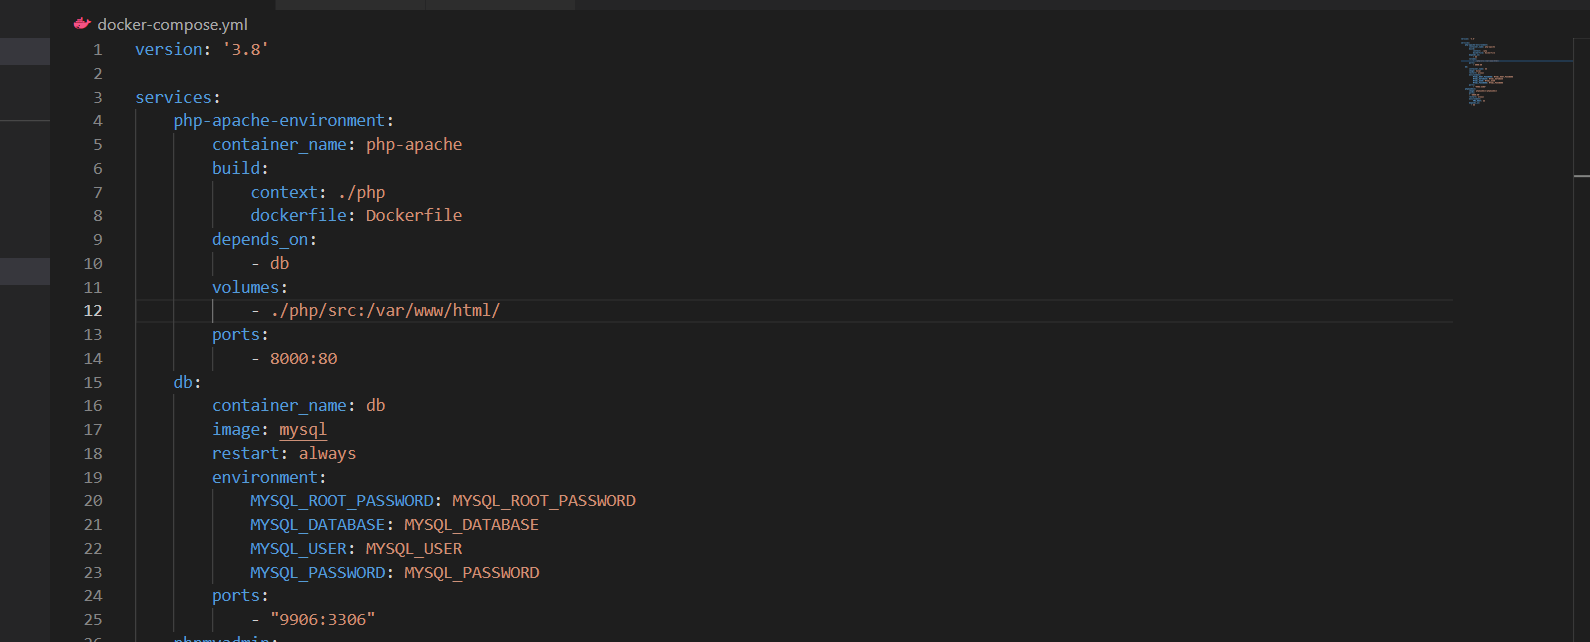 docker-compose.yml
1 version: '3.8'
2
3 services:
4     php-apache-environment:
5         container_name: php-apache
6         build:
7             context: ./php
8             dockerfile: Dockerfile
9         depends_on:
10             - db
11         volumes:
12             - ./php/src:/var/www/html/
13         ports:
14             - 8000:80
15     db:
16         container_name: db
17         image: mysql
18         restart: always
19         environment:
20             MYSQL_ROOT_PASSWORD: MYSQL_ROOT_PASSWORD
21             MYSQL_DATABASE: MYSQL_DATABASE
22             MYSQL_USER: MYSQL_USER
23             MYSQL_PASSWORD: MYSQL_PASSWORD
24         ports:
25             - "9906:3306"
26     phpmyadmin: